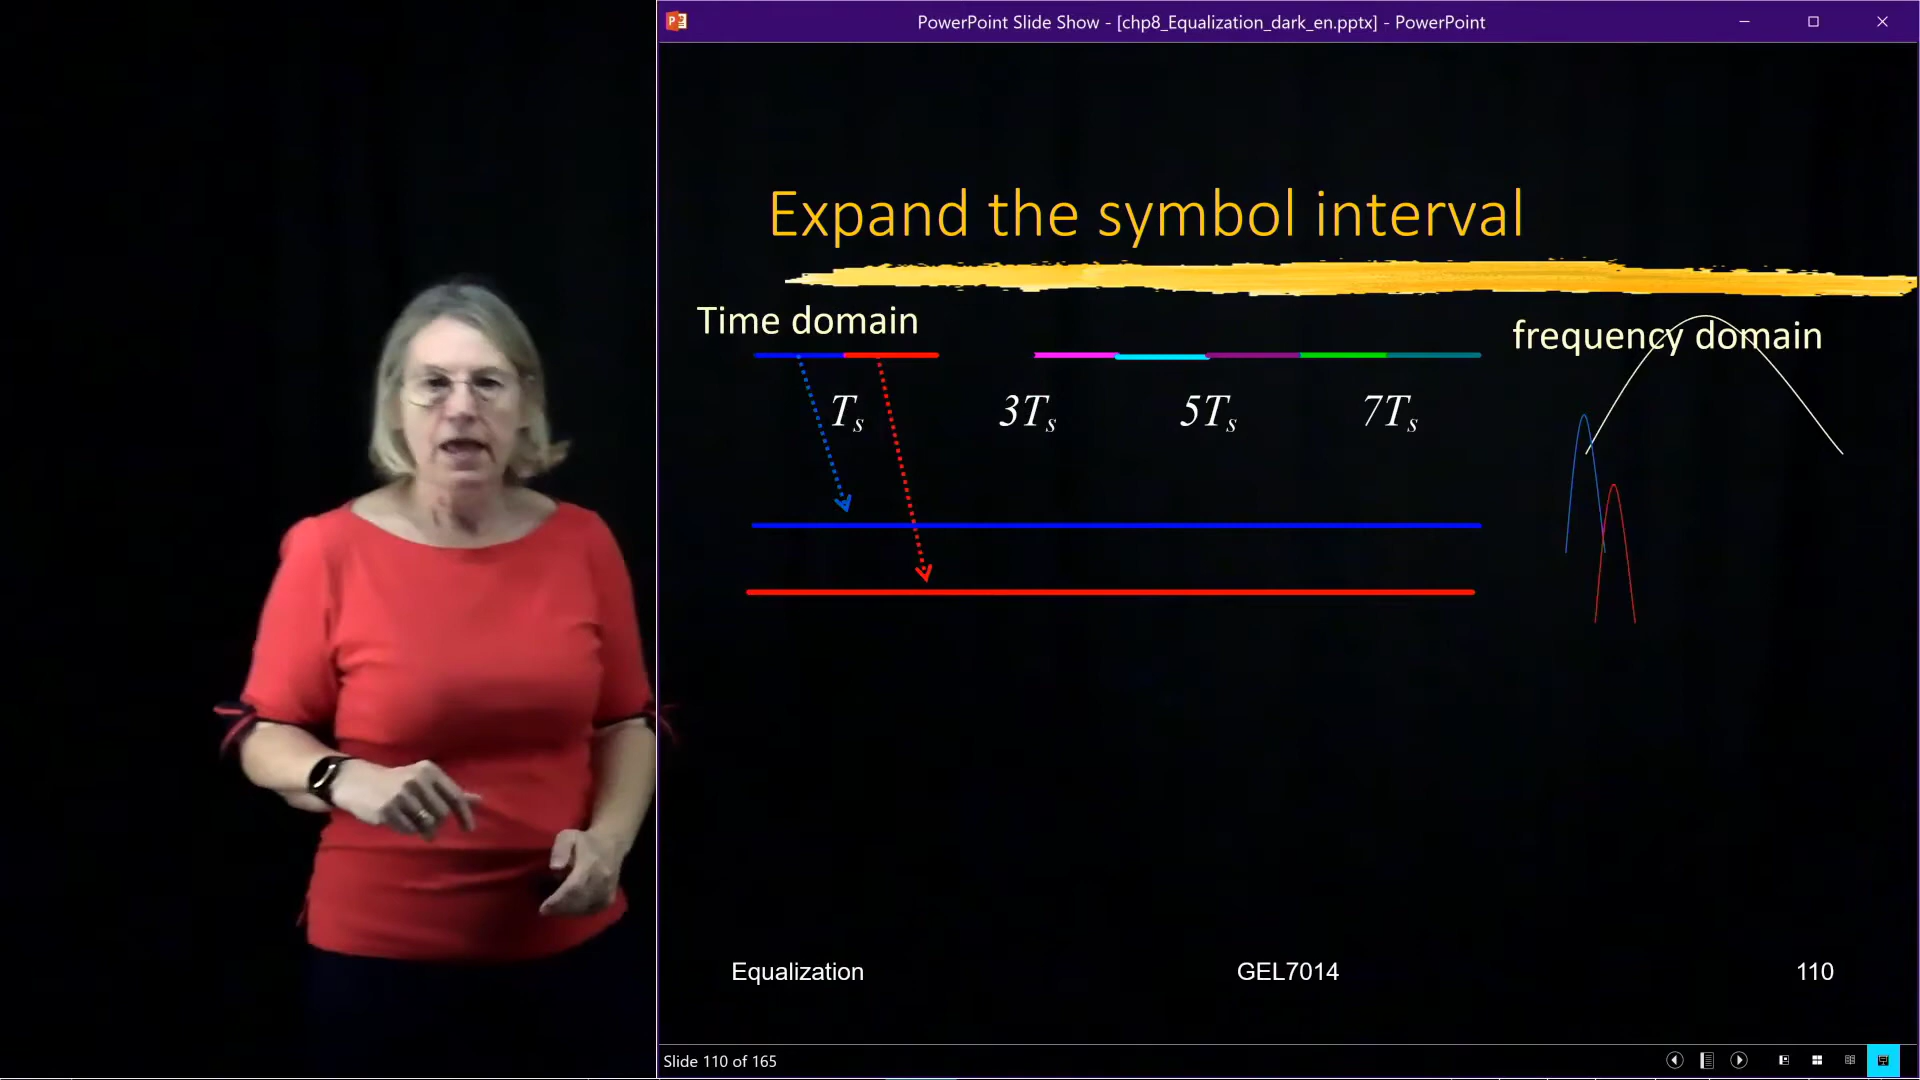 PowerPoint Slide Show - [chp8_Equalization_dark_en.pptx] - PowerPoint
Expand the symbol interval
Time domain
frequency domain
Ts 3Ts 5Ts 7Ts
Equalization GEL7014 110
Slide 110 of 165